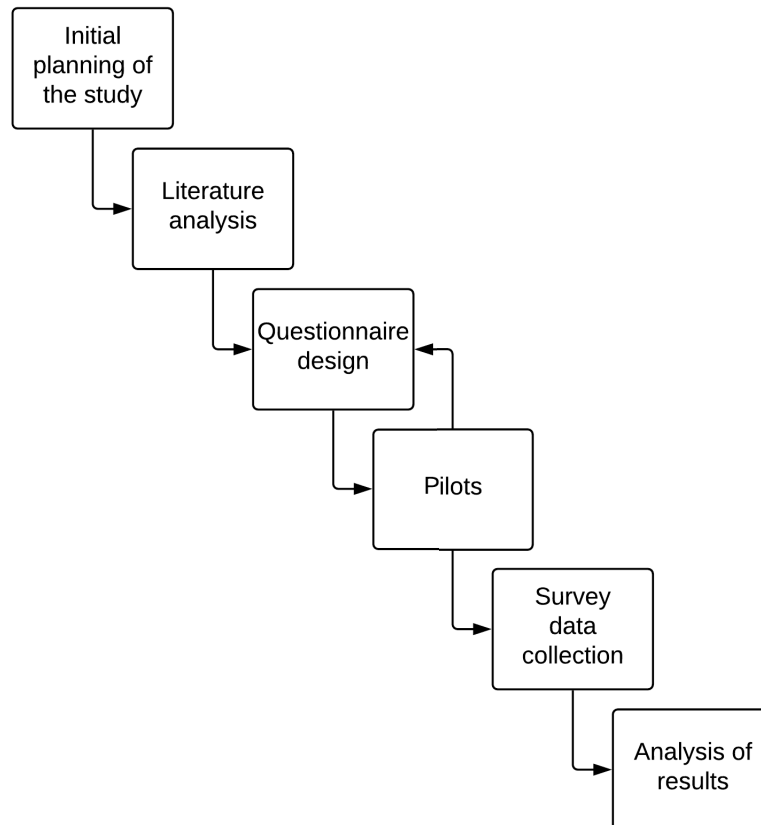 Initial
planning of
the study
Literature
analysis
Questionnaire
design
Pilots
Survey
data
collection
Analysis of
results